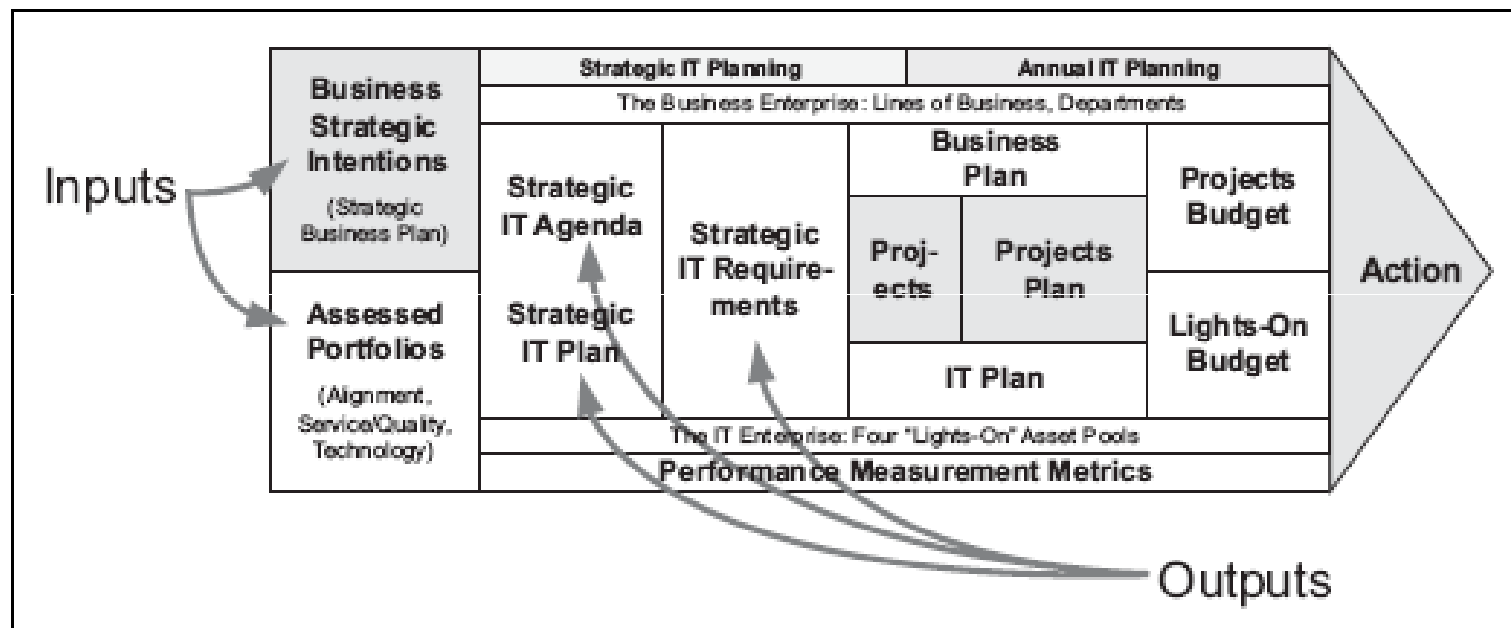 Strategic IT Planning
Annual IT Planning
The Business Enterprise: Lines of Business, Departments
Inputs
Business
Strategic
Intentions
(Strategic
Business Plan)
Assessed
Portfolios
(Alignment,
Service/Quality,
Technology)
Strategic
IT Agenda
Strategic
IT Plan
Strategic
IT Require-
ments
Business
Plan
Proj-
ects
Projects
Plan
IT Plan
Projects
Budget
Lights-On
Budget
Action
The IT Enterprise: Four "Lights-On" Asset Pools
Performance Measurement Metrics
Outputs